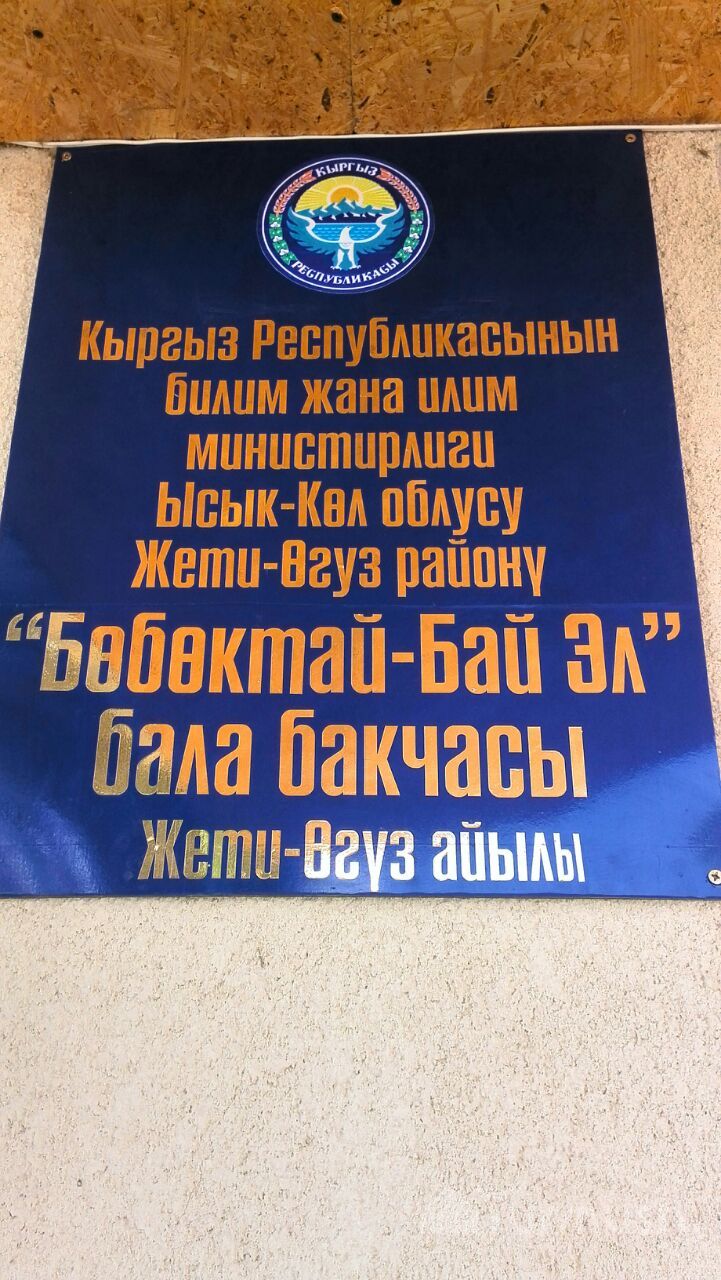 КЫРГЫЗ
РЕСПУБЛИКАСЫ
Кыргыз Республикасынын
билим жана илим
министирлиги
Ысык-Көл облусу
Жети-Өгуз району
“Бөбөктай-Бай Эл”
бала бакчасы
Жети-Өгүз айылы